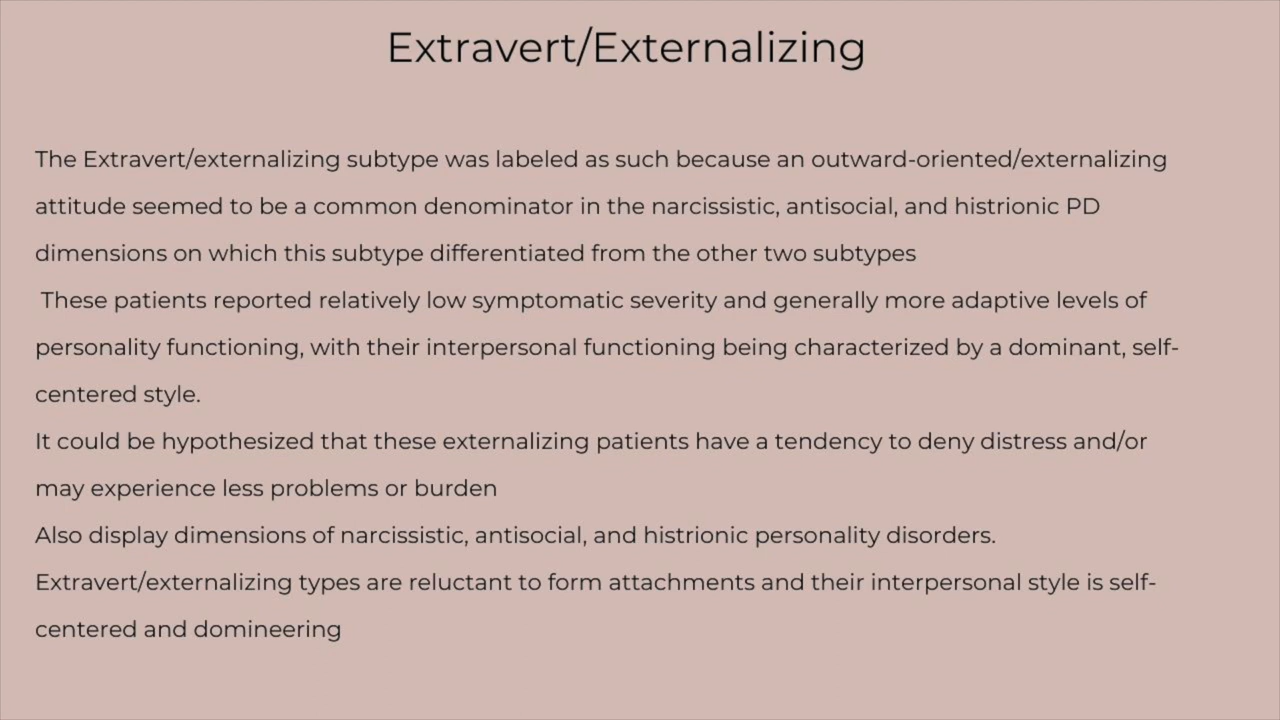 Extravert/Externalizing
The Extravert/externalizing subtype was labeled as such because an outward-oriented/externalizing
attitude seemed to be a common denominator in the narcissistic, antisocial, and histrionic PD
dimensions on which this subtype differentiated from the other two subtypes
These patients reported relatively low symptomatic severity and generally more adaptive levels of
personality functioning, with their interpersonal functioning being characterized by a dominant, self-
centered style.
It could be hypothesized that these externalizing patients have a tendency to deny distress and/or
may experience less problems or burden
Also display dimensions of narcissistic, antisocial, and histrionic personality disorders.
Extravert/externalizing types are reluctant to form attachments and their interpersonal style is self-
centered and domineering